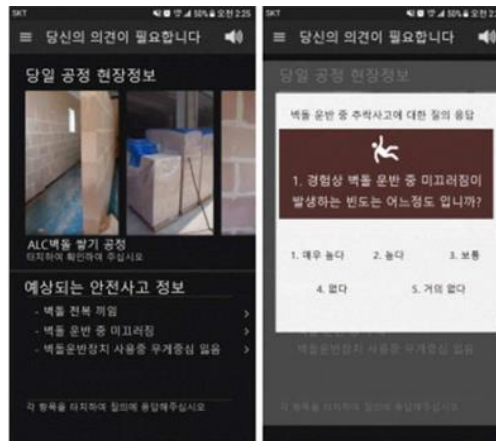 SKT
50% 오전 2:25
당신의 의견이 필요합니다
당일 공정 현장정보
ALC벽돌 쌓기 공정
터치하여 확인하여 주십시오
예상되는 안전사고 정보
- 벽돌 전복 끼임
- 벽돌 운반 중 미끄러짐
- 벽돌운반장치 사용중 무게중심 잃음
각 항목을 터치하여 질의에 응답해주십시오
SKT
50% 오전 2:25
당신의 의견이 필요합니다
당일 공정 현장정보
벽돌 운반 중 추락사고에 대한 질의 응답
1. 경험상 벽돌 운반 중 미끄러짐이
발생하는 빈도는 어느정도 입니까?
1. 매우 높다 2. 높다 3. 보통
4. 없다 5. 거의 없다
벽돌운반장치 사용중 무게중심 잃음
각 항목을 터치하여 질의에 응답해주십시오